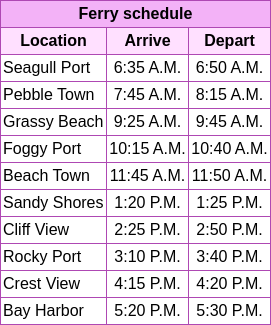 Ferry schedule
Location Arrive Depart
Seagull Port 6:35 A.M. 6:50 A.M.
Pebble Town 7:45 A.M. 8:15 A.M.
Grassy Beach 9:25 A.M. 9:45 A.M.
Foggy Port 10:15 A.M. 10:40 A.M.
Beach Town 11:45 A.M. 11:50 A.M.
Sandy Shores 1:20 P.M. 1:25 P.M.
Cliff View 2:25 P.M. 2:50 P.M.
Rocky Port 3:10 P.M. 3:40 P.M.
Crest View 4:15 P.M. 4:20 P.M.
Bay Harbor 5:20 P.M. 5:30 P.M.